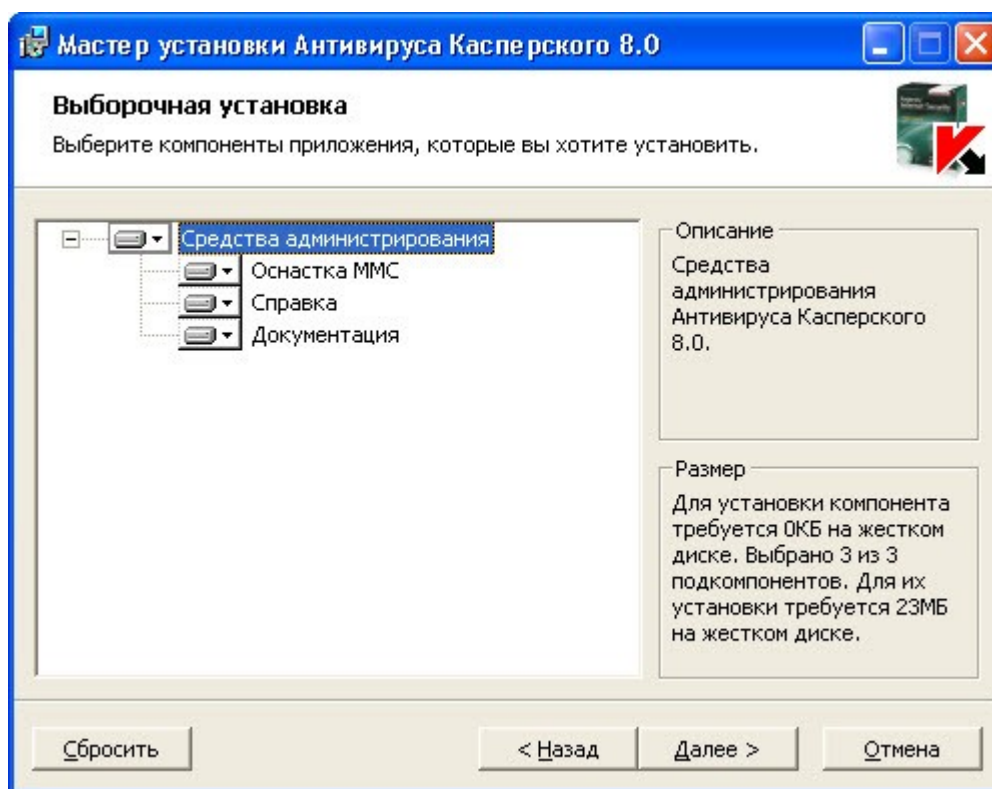 Мастер установки Антивируса Касперского 8.0
Выборочная установка
Выберите компоненты приложения, которые вы хотите установить.
Средства администрирования
Оснастка ММС
Справка
Документация
Описание
Средства
администрирования
Антивируса Касперского
8.0.
Размер
Для установки компонента
требуется 0КБ на жестком
диске. Выбрано 3 из 3
подкомпонентов. Для их
установки требуется 23МБ
на жестком диске.
Сбросить
< Назад
Далее >
Отмена